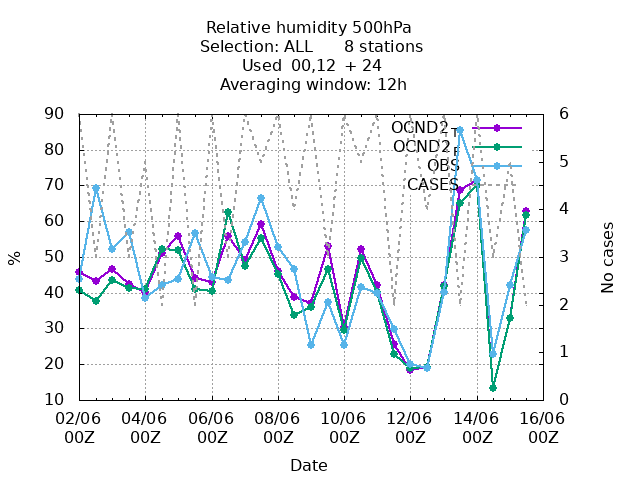 Relative humidity 500hPa
Selection: ALL 8 stations
Used 00,12 + 24
Averaging window: 12h
90 6
OCND2_T
80 OCND2_F 5
OBS
70 CASES
60 4
% 50 3 No cases
40 2
30
20 1
10 0
02/06 04/06 06/06 08/06 10/06 12/06 14/06 16/06
00Z 00Z 00Z 00Z 00Z 00Z 00Z 00Z
Date